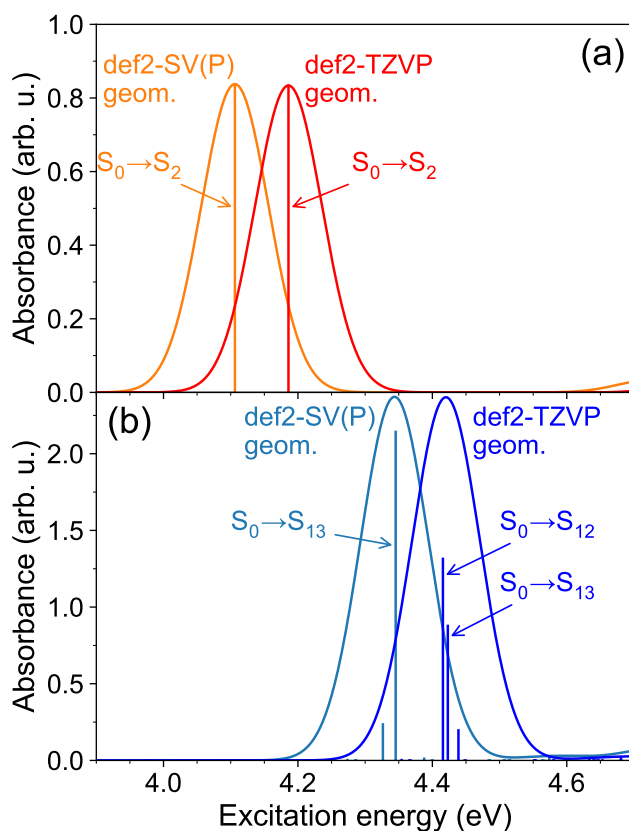 1.0
0.8
0.6
0.4
0.2
0.0
Absorbance (arb. u.)
(a)
def2-SV(P)
geom.
def2-TZVP
geom.
S₀→S₂
S₀→S₂
(b)
2.0
1.5
1.0
0.5
0.0
Absorbance (arb. u.)
def2-SV(P)
geom.
def2-TZVP
geom.
S₀→S₁₃
S₀→S₁₂
S₀→S₁₃
4.0 4.2 4.4 4.6
Excitation energy (eV)